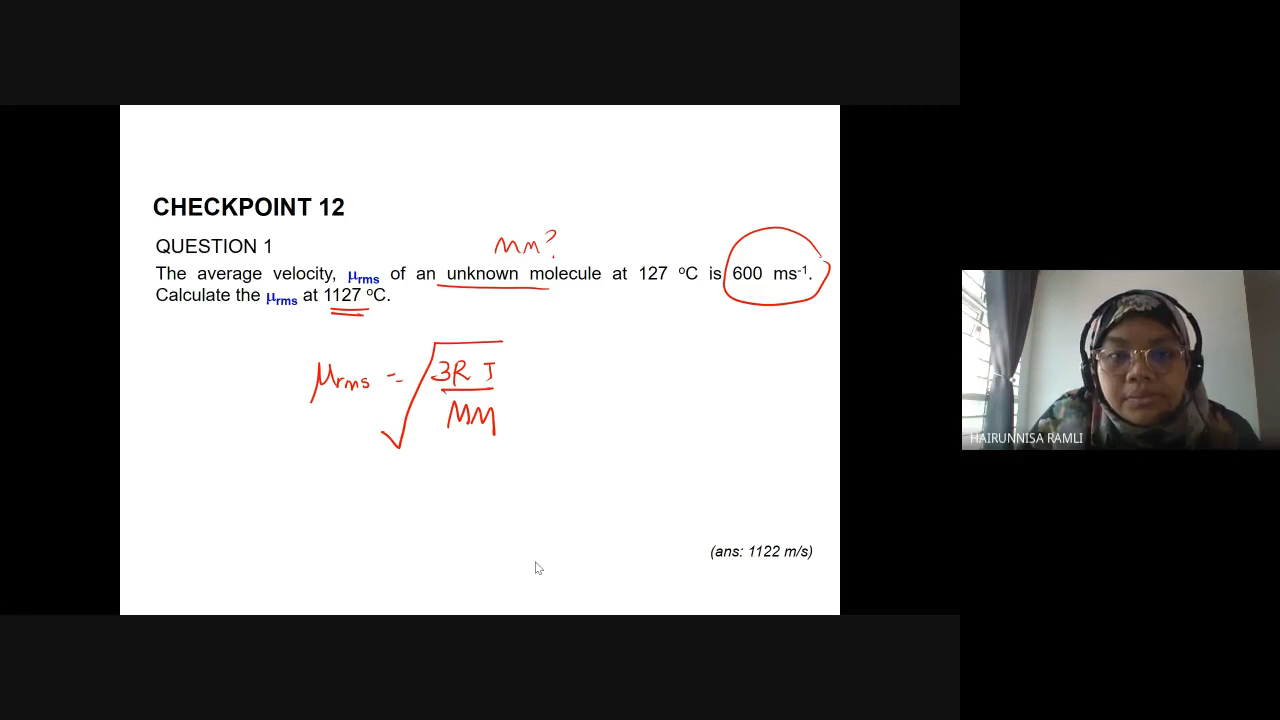 CHECKPOINT 12
QUESTION 1
MM?
The average velocity, μrms of an unknown molecule at 127 °C is 600 ms-1.
Calculate the μrms at 1127 °C.
μrms = √3RT
MM
(ans: 1122 m/s)
HAIRUNNISA RAMLI